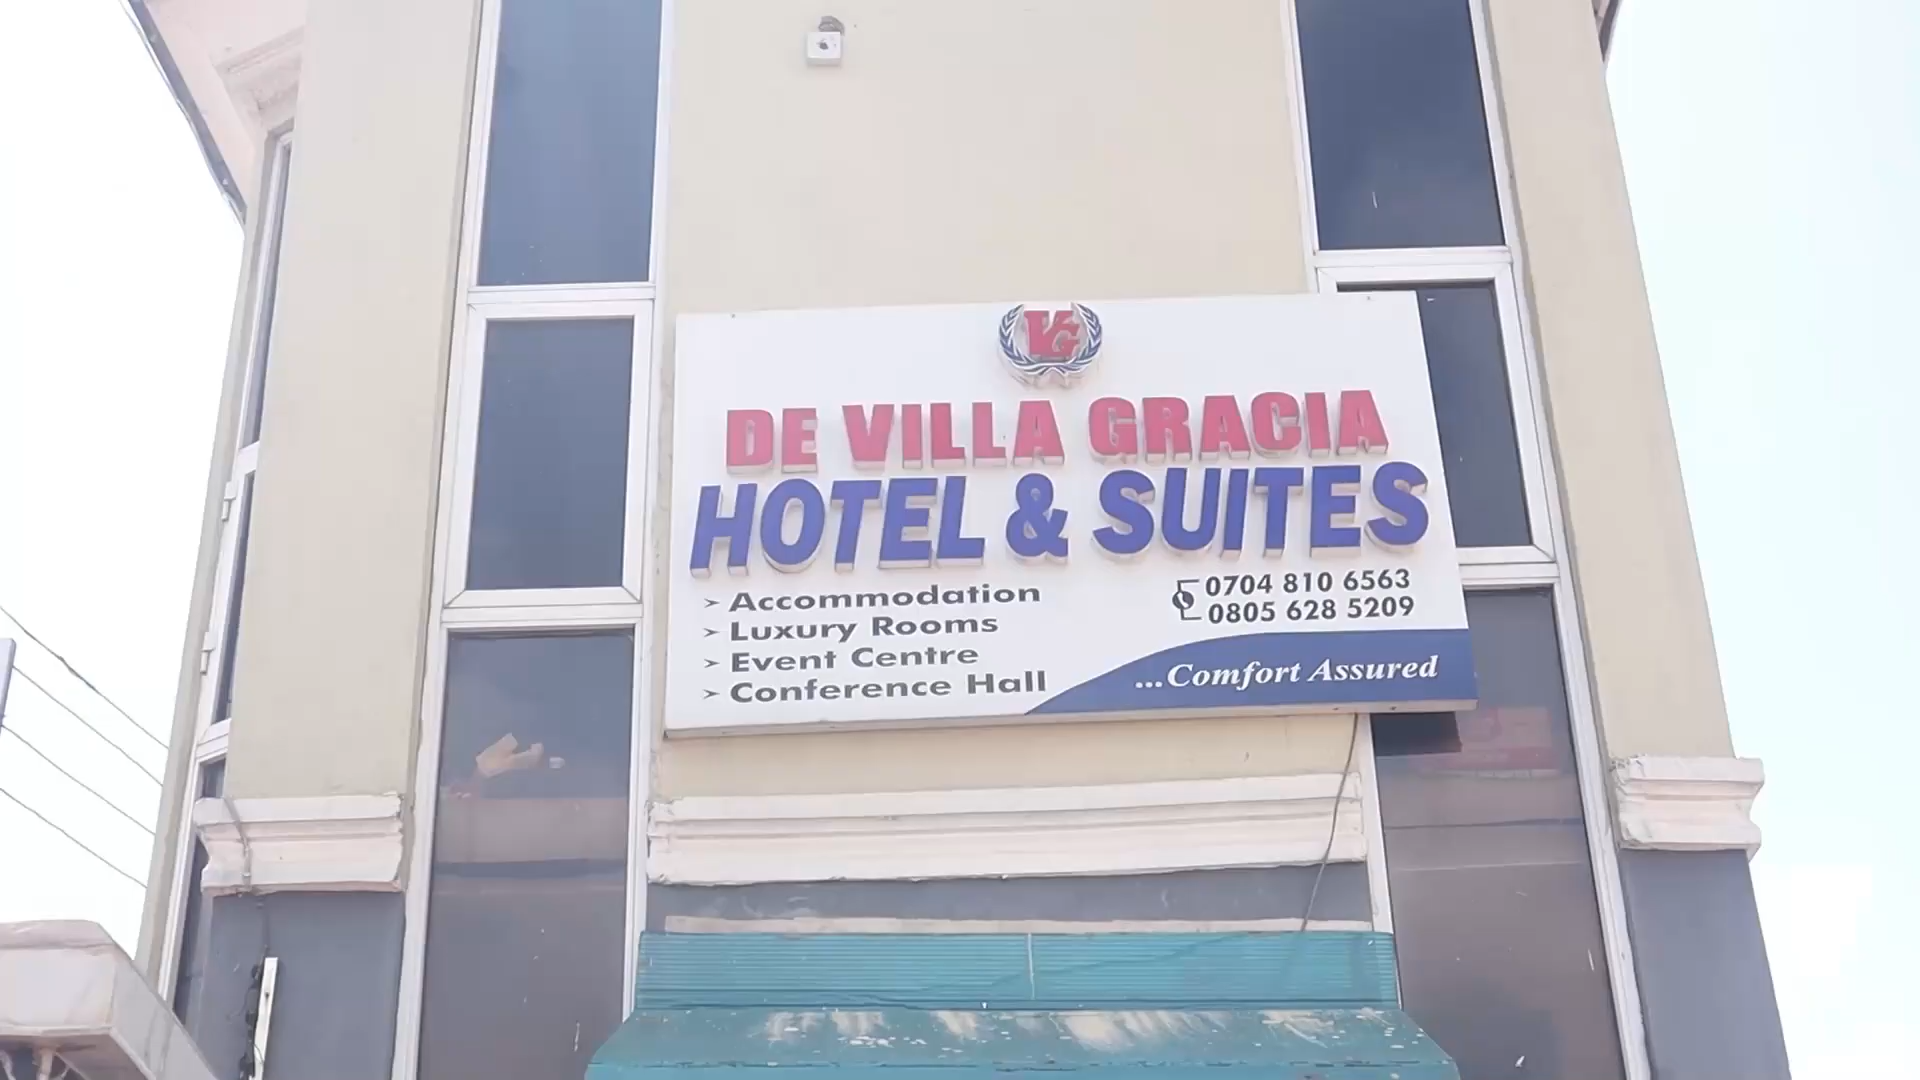 VG
DE VILLA GRACIA
HOTEL & SUITES
➢ Accommodation
➢ Luxury Rooms
➢ Event Centre
➢ Conference Hall
0704 810 6563
0805 628 5209
...Comfort Assured